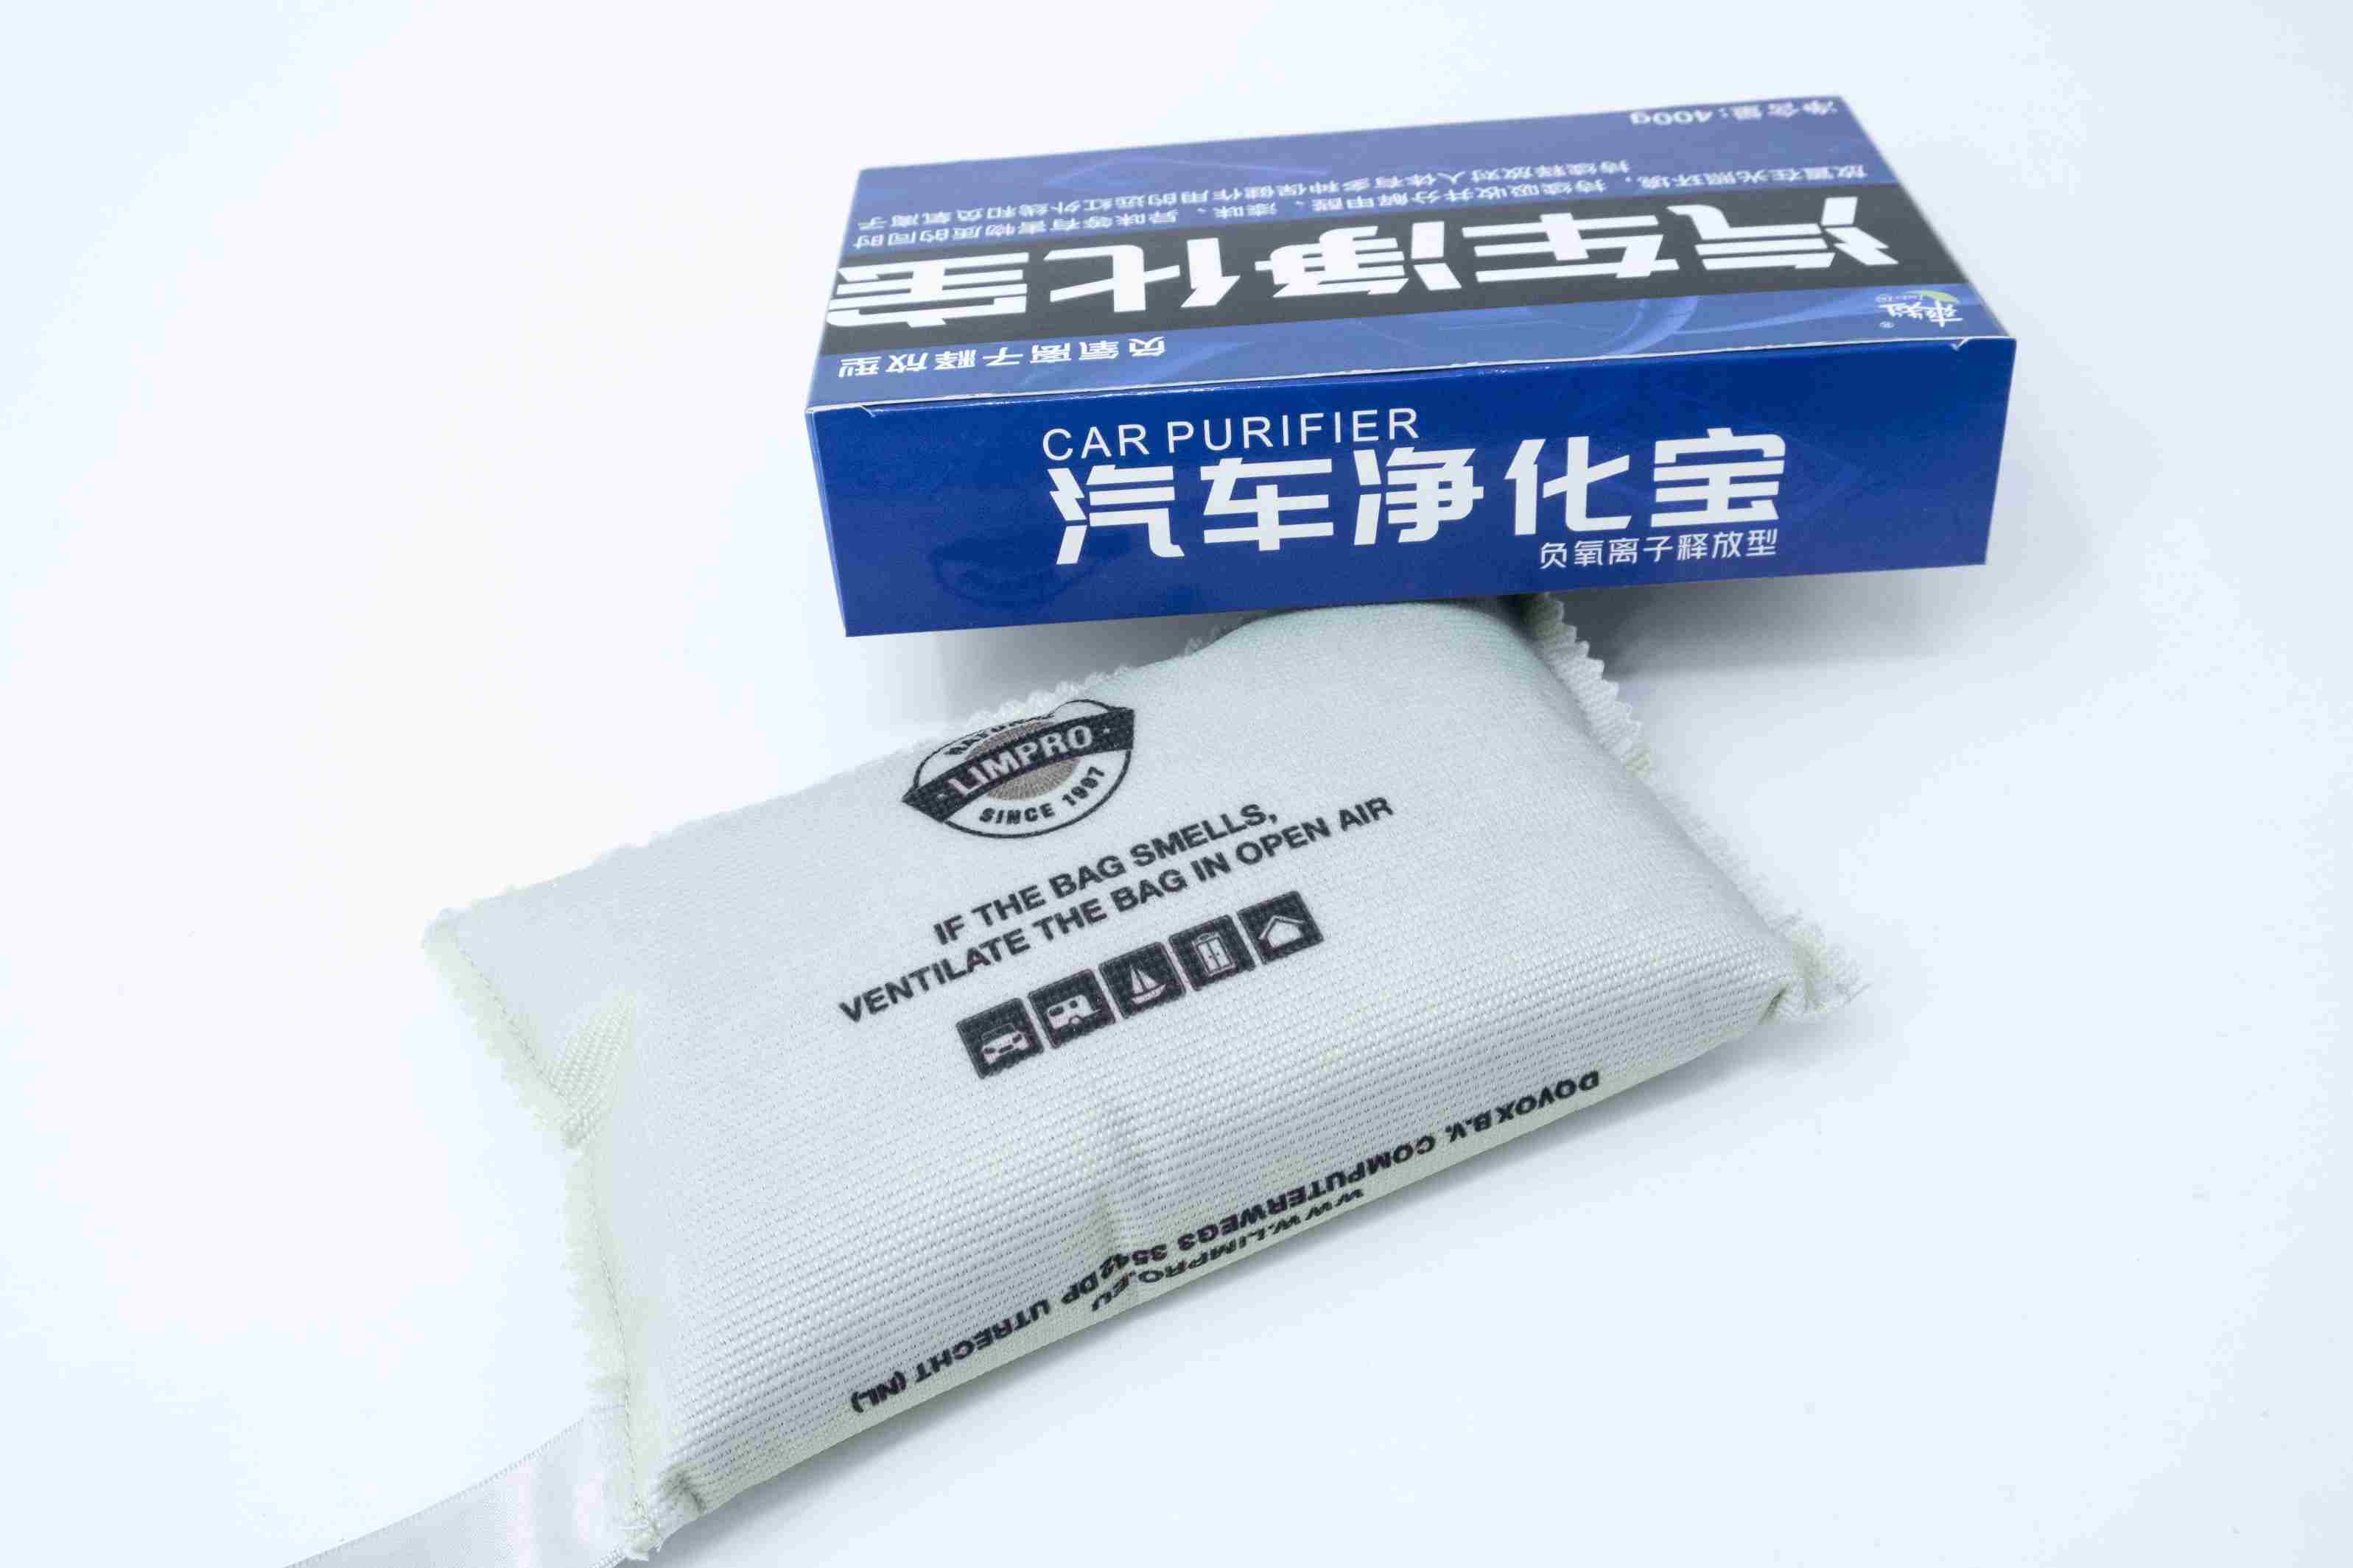 净含量:400g
放置在光照环境,持续吸收并分解甲醛、漆味、异味等有害物质的同时
持续释放对人体有多种保健作用的远红外线和负氧离子
汽车净化宝
负氧离子释放型
CAR PURIFIER
汽车净化宝
负氧离子释放型
LIMPRO
SINCE 1997
IF THE BAG SMELLS,
VENTILATE THE BAG IN OPEN AIR
WWW.LIMPRO.EU
DOVOX B.V. COMPUTERWEG3 3542DP UTRECHT (NL)